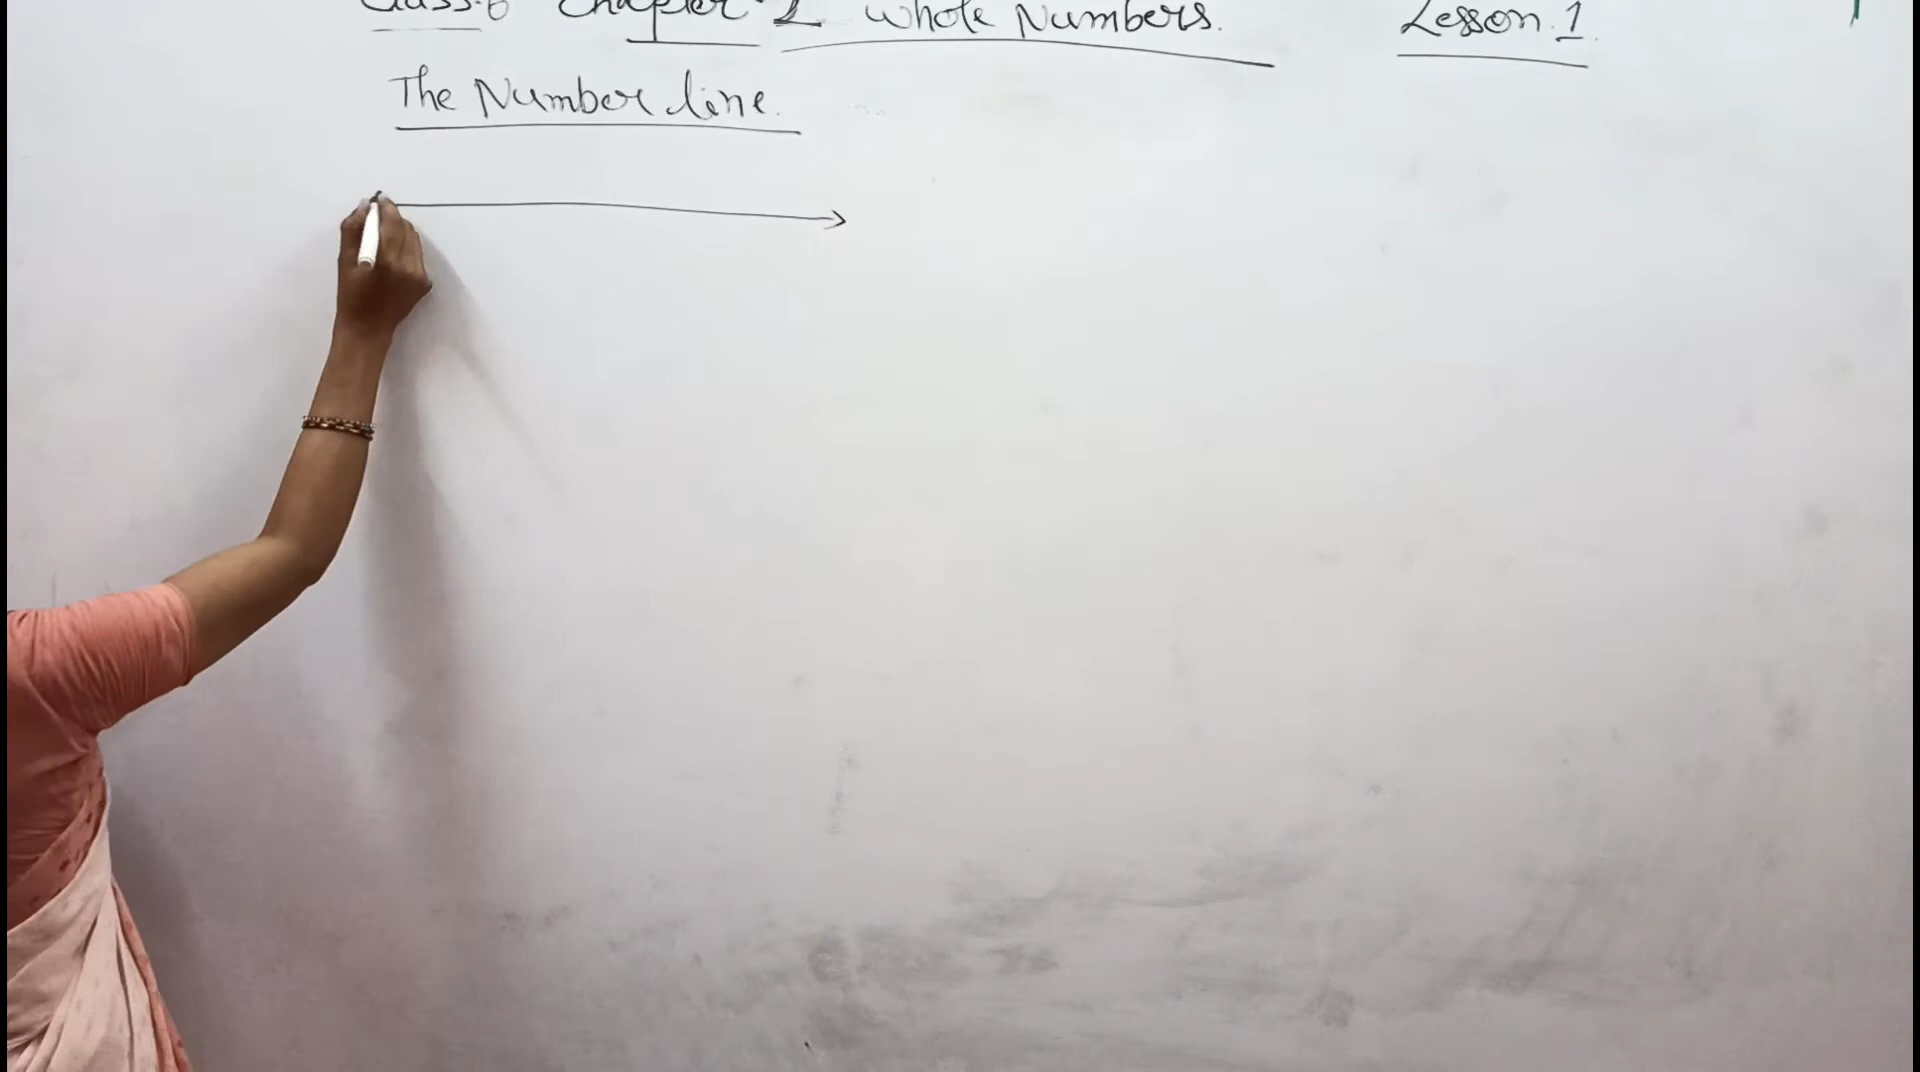 Class-6 Chapter-2 Whole Numbers. Lesson.1.
The Number line.